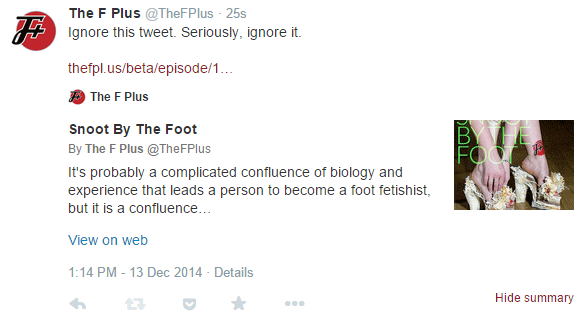 The F Plus @TheFPlus · 25s
Ignore this tweet. Seriously, ignore it.
thefpl.us/beta/episode/1…
The F Plus
Snoot By The Foot
By The F Plus @TheFPlus
It's probably a complicated confluence of biology and
experience that leads a person to become a foot fetishist,
but it is a confluence…
SNOOT
BY THE
FOOT
View on web
1:14 PM - 13 Dec 2014 · Details
Hide summary